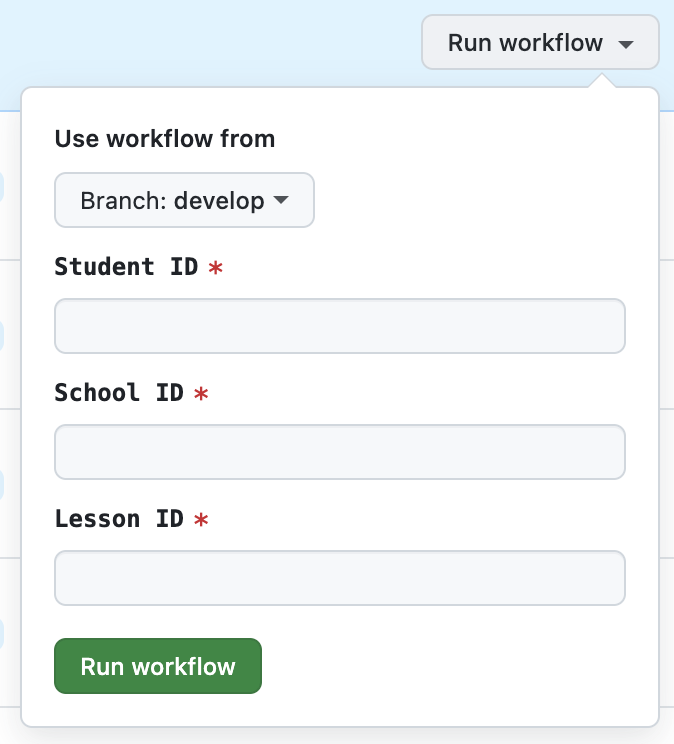 Run workflow
Use workflow from
Branch: develop
Student ID *
School ID *
Lesson ID *
Run workflow